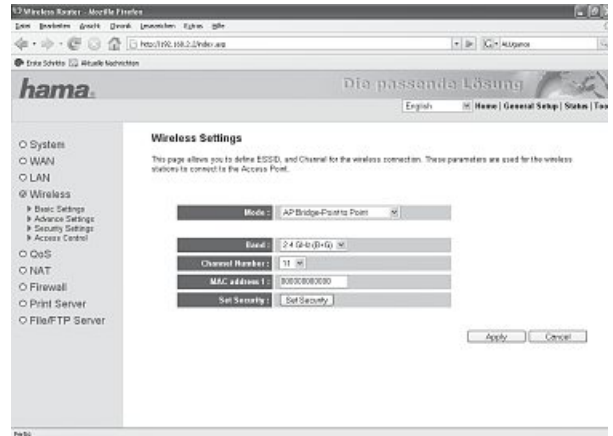 Wireless Router - Mozilla Firefox
Datei Bearbeiten Ansicht Chronik Lesezeichen Extras Hilfe
http://192.168.2.2/index.asp
Erste Schritte Aktuelle Nachrichten
hama.
Die passende Lösung
English Home | General Setup | Status | Too
System
WAN
LAN
Wireless
Basic Settings
Advance Settings
Security Settings
Access Control
QoS
NAT
Firewall
Print Server
File/FTP Server
Wireless Settings
This page allows you to define ESSID, and Channel for the wireless connection. These parameters are used for the wireless
stations to connect to the Access Point.
Mode : AP Bridge-Point to Point
Band : 2.4 GHz (B+G)
Channel Number : 11
MAC address 1 : 000000000000
Set Security : Set Security
Apply Cancel
Fertig